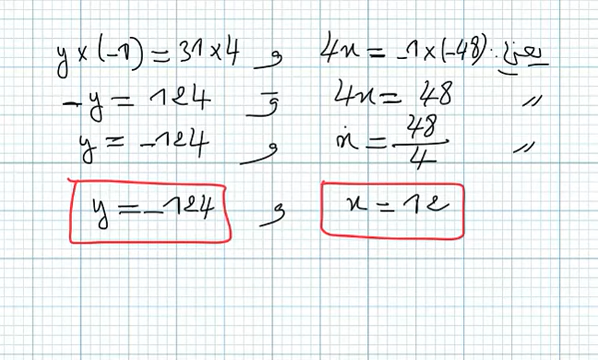 يعني: 4x = -1×(-48) و y×(-1) = 31×4
" 4x = 48 و -y = 124
" x = 48/4 و y = -124
x = 12 و y = -124